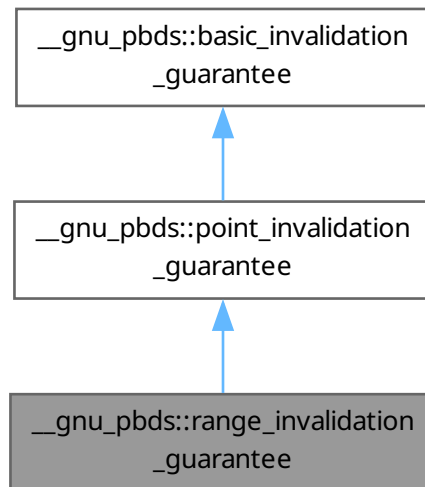 __gnu_pbds::basic_invalidation
_guarantee
__gnu_pbds::point_invalidation
_guarantee
__gnu_pbds::range_invalidation
_guarantee